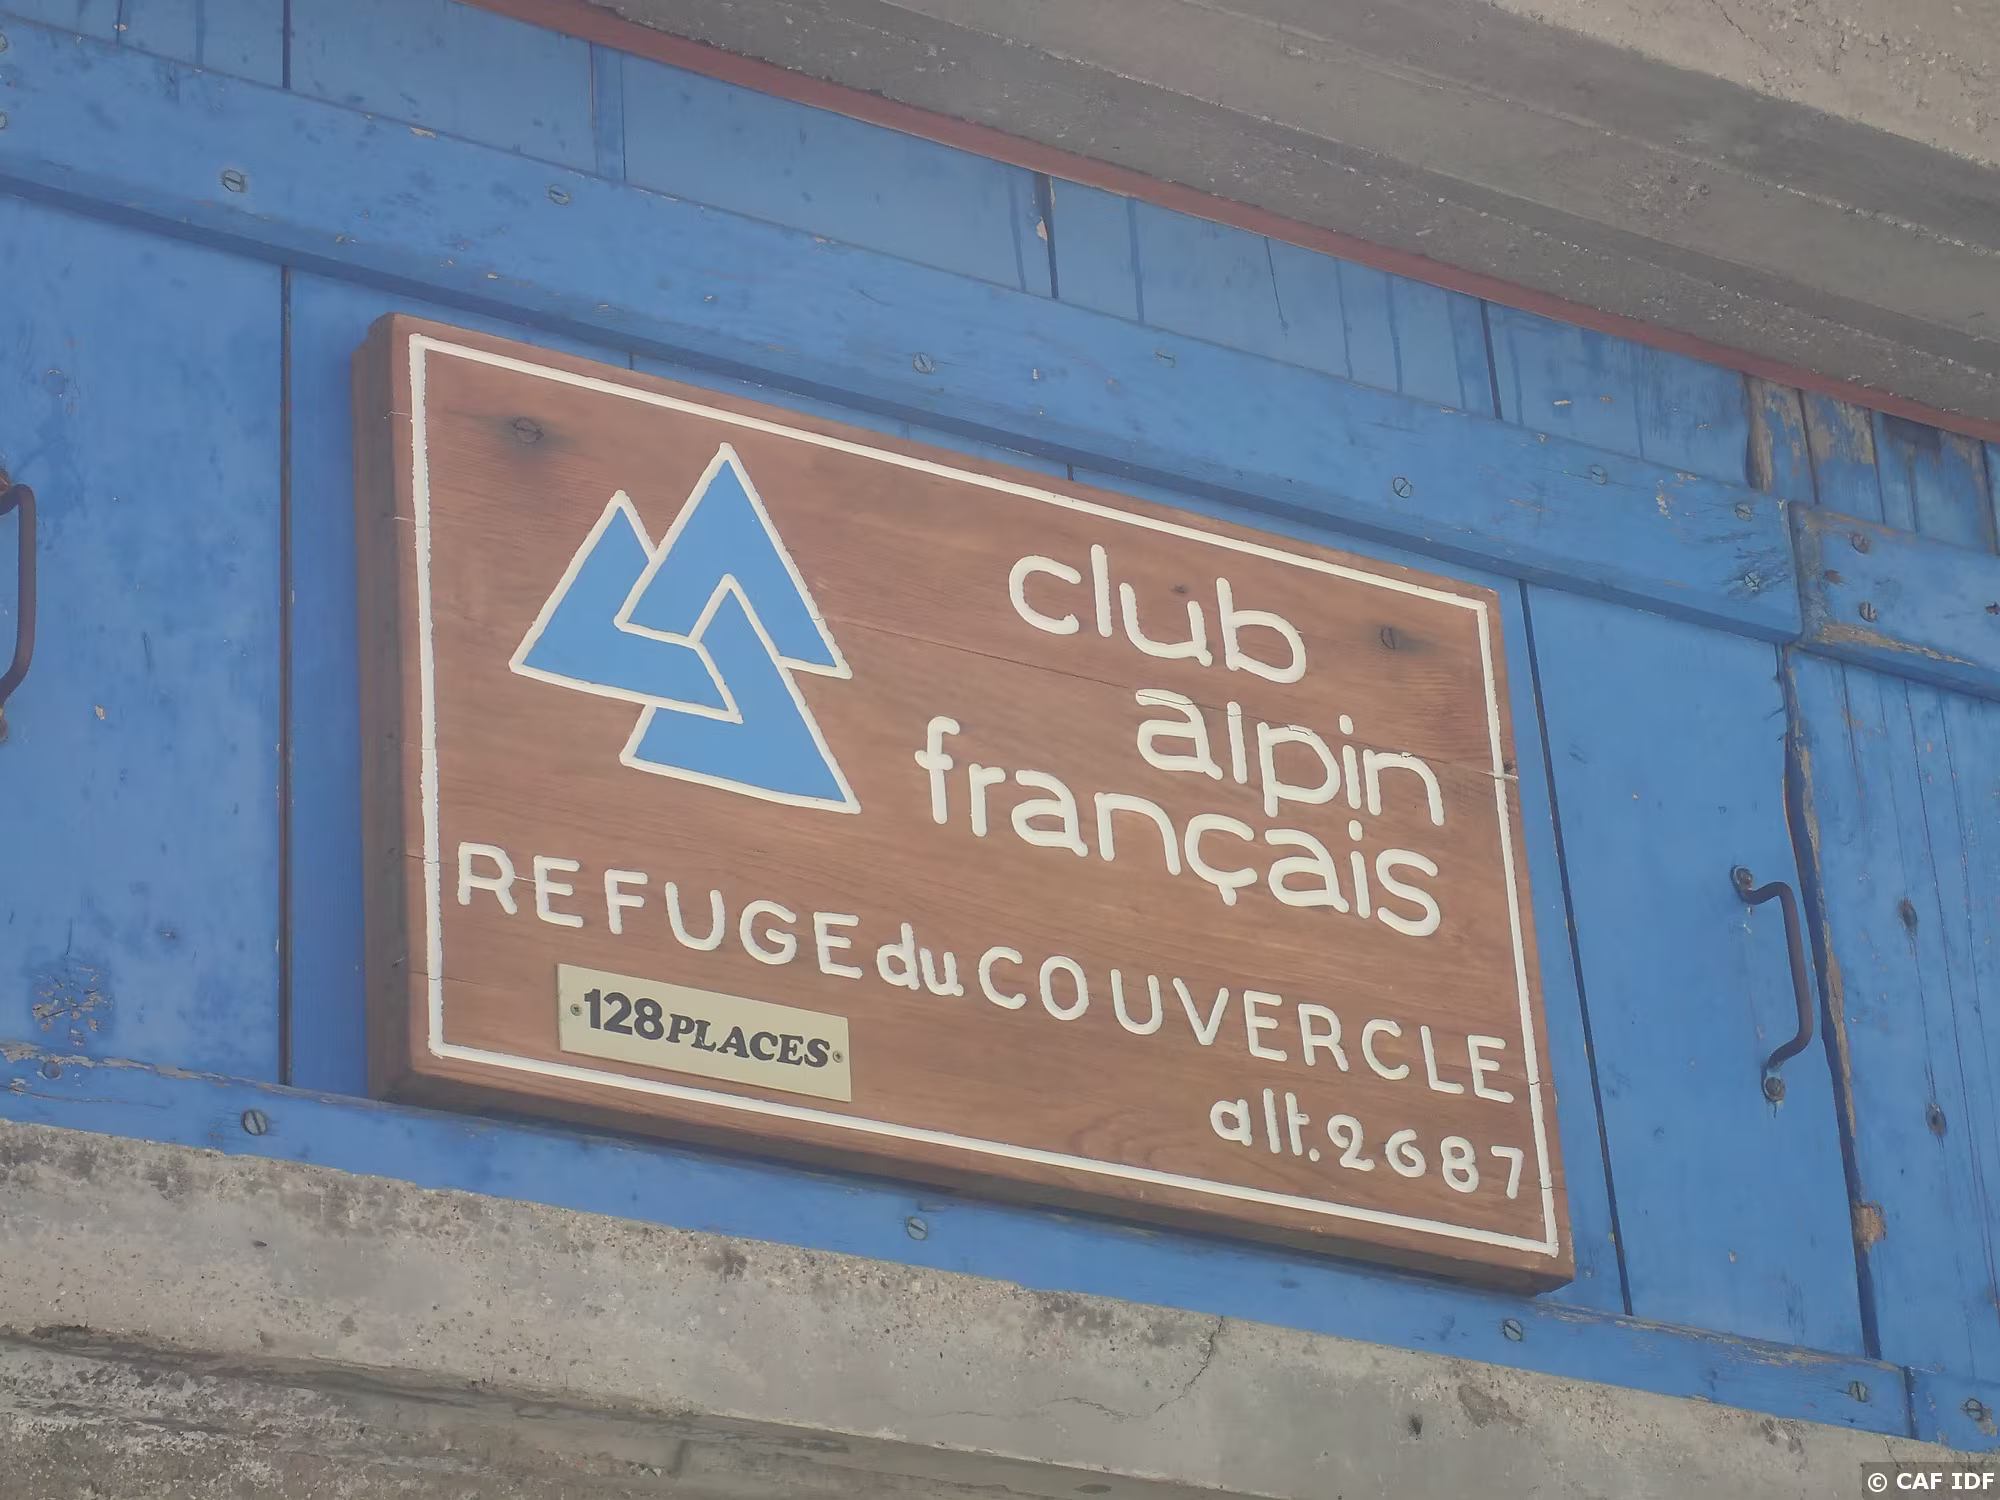 club
alpin
français
REFUGE du COUVERCLE
128 PLACES
alt. 2687
© CAF IDF